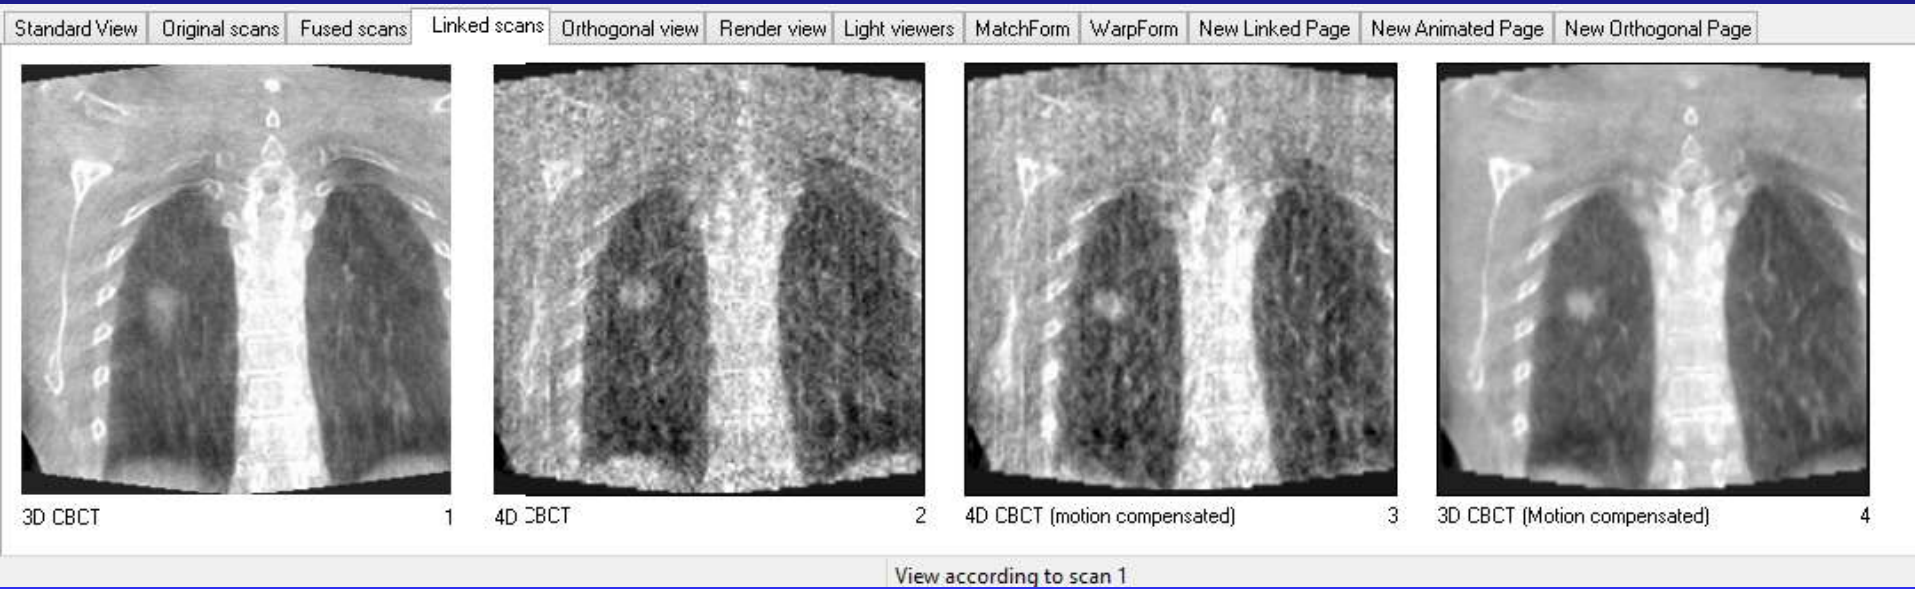 Standard View Original scans Fused scans Linked scans Orthogonal view Render view Light viewers MatchForm WarpForm New Linked Page New Animated Page New Orthogonal Page
3D CBCT 1 4D CBCT 2 4D CBCT (motion compensated) 3 3D CBCT (Motion compensated) 4
View according to scan 1